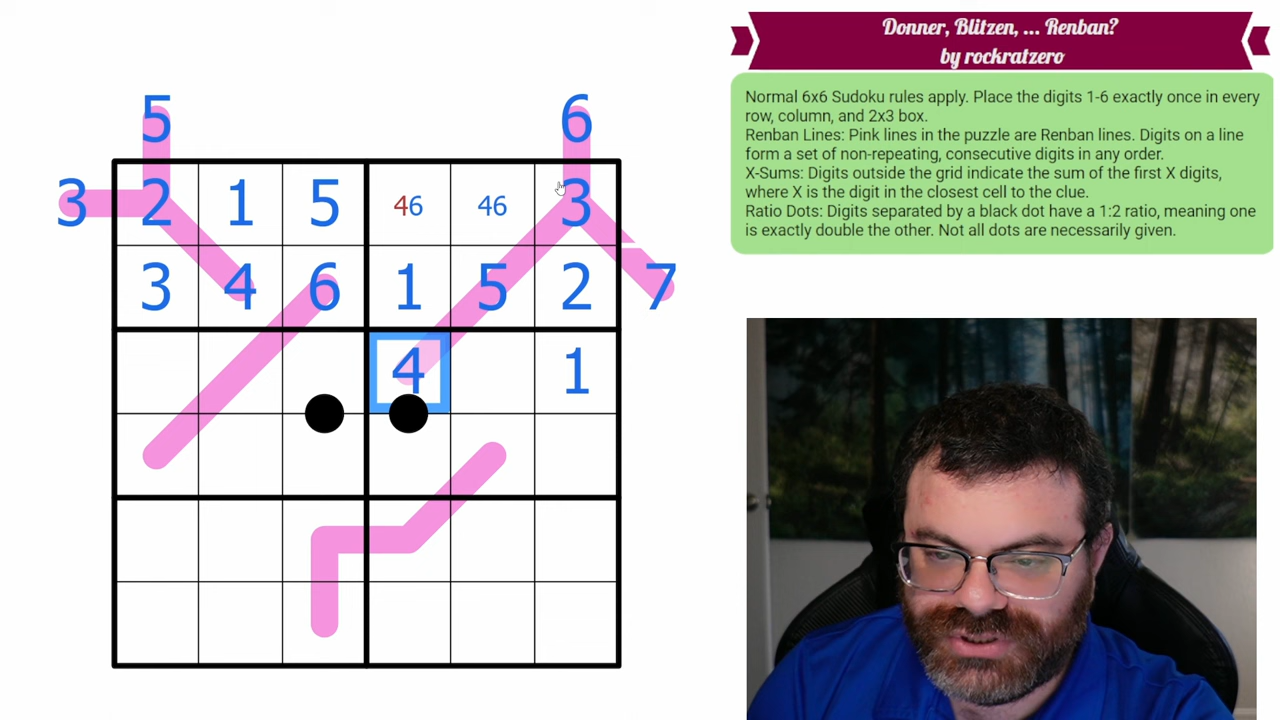 Donner, Blitzen, ... Renban?
by rockratzero
Normal 6x6 Sudoku rules apply. Place the digits 1-6 exactly once in every
row, column, and 2x3 box.
Renban Lines: Pink lines in the puzzle are Renban lines. Digits on a line
form a set of non-repeating, consecutive digits in any order.
X-Sums: Digits outside the grid indicate the sum of the first X digits,
where X is the digit in the closest cell to the clue.
Ratio Dots: Digits separated by a black dot have a 1:2 ratio, meaning one
is exactly double the other. Not all dots are necessarily given.
5 6
3 2 1 5 46 46 3
3 4 6 1 5 2 7
4 1